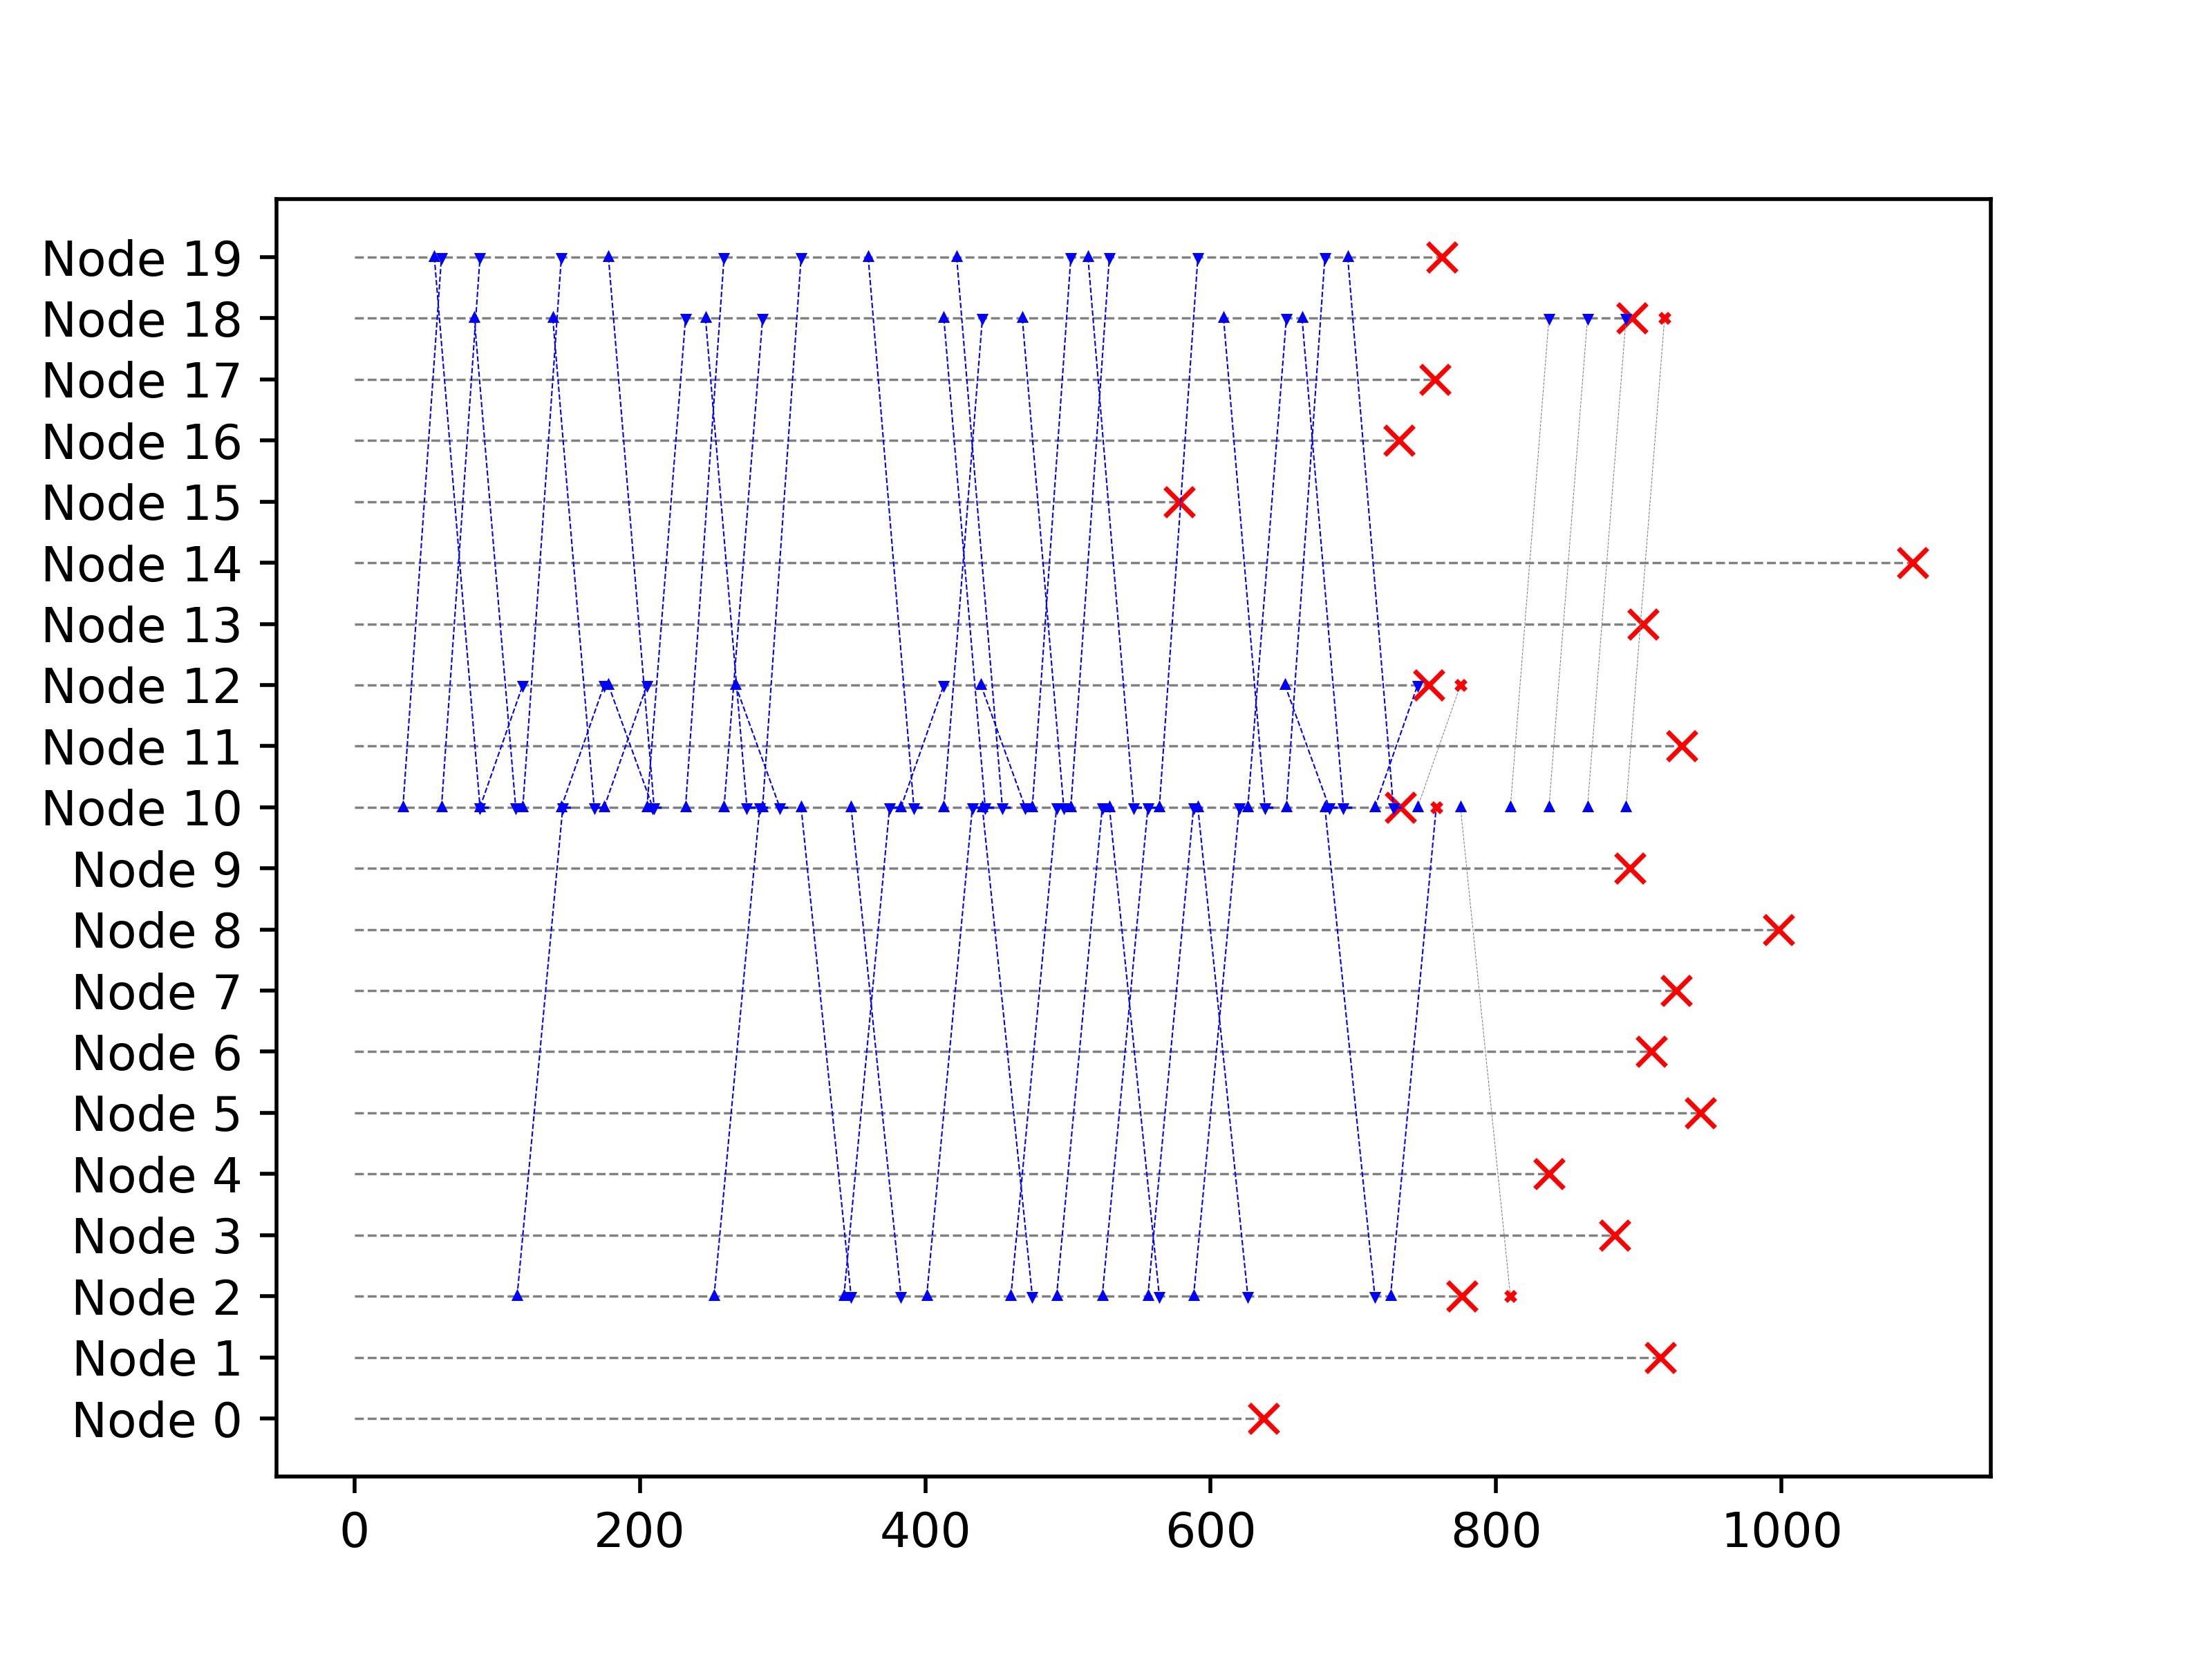 Node 19
Node 18
Node 17
Node 16
Node 15
Node 14
Node 13
Node 12
Node 11
Node 10
Node 9
Node 8
Node 7
Node 6
Node 5
Node 4
Node 3
Node 2
Node 1
Node 0
0 200 400 600 800 1000